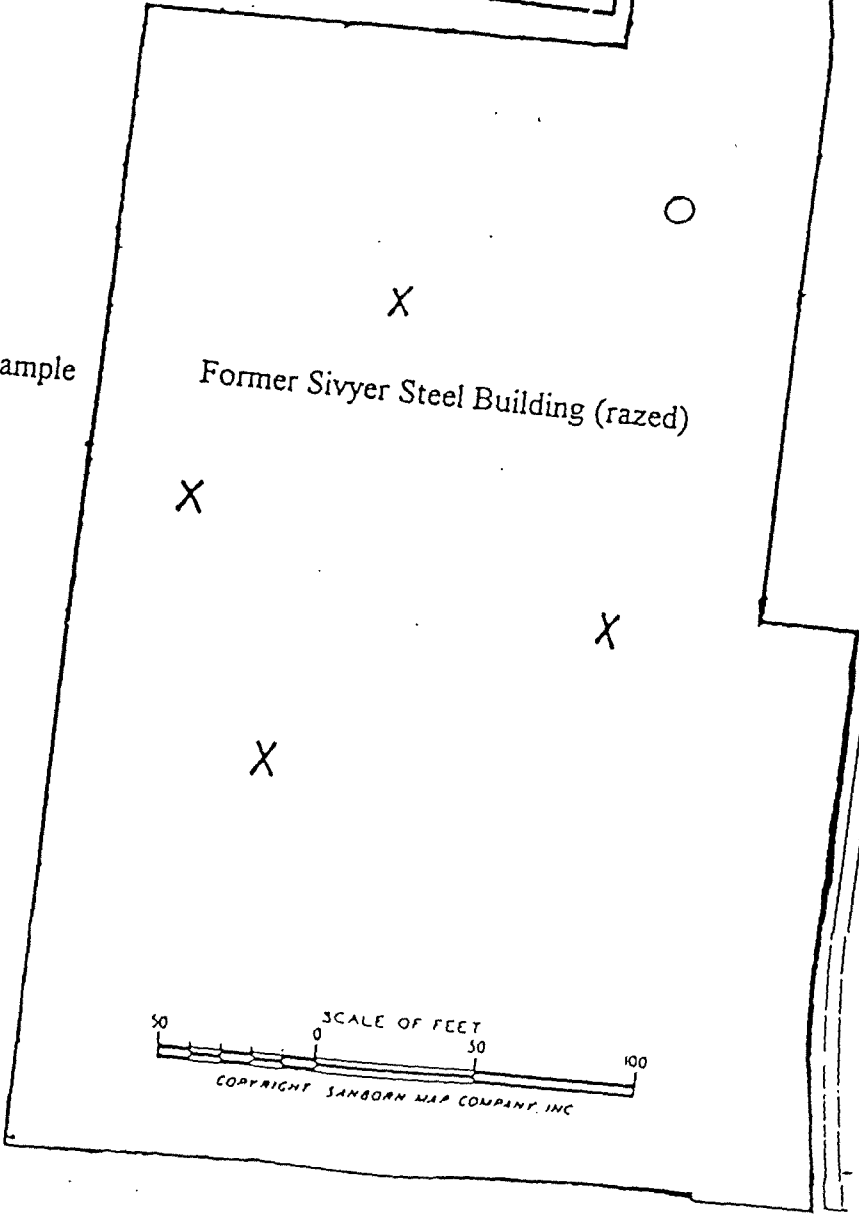 X
ample
Former Sivyer Steel Building (razed)
X
X
X
SCALE OF FEET
50 0 50 100
COPYRIGHT SANBORN MAP COMPANY, INC